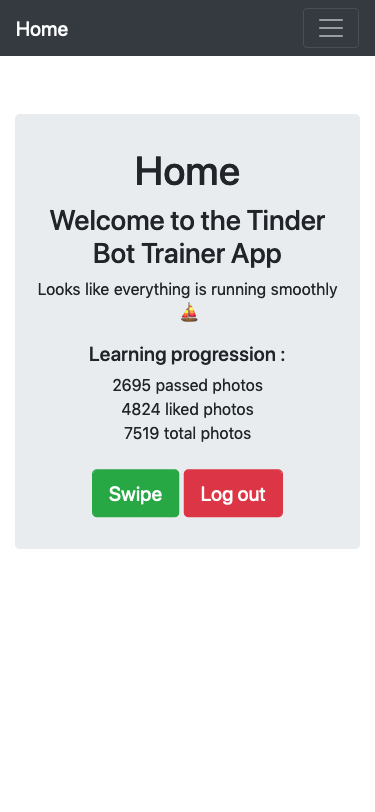 Home
Home
Welcome to the Tinder
Bot Trainer App
Looks like everything is running smoothly
Learning progression :
2695 passed photos
4824 liked photos
7519 total photos
Swipe Log out